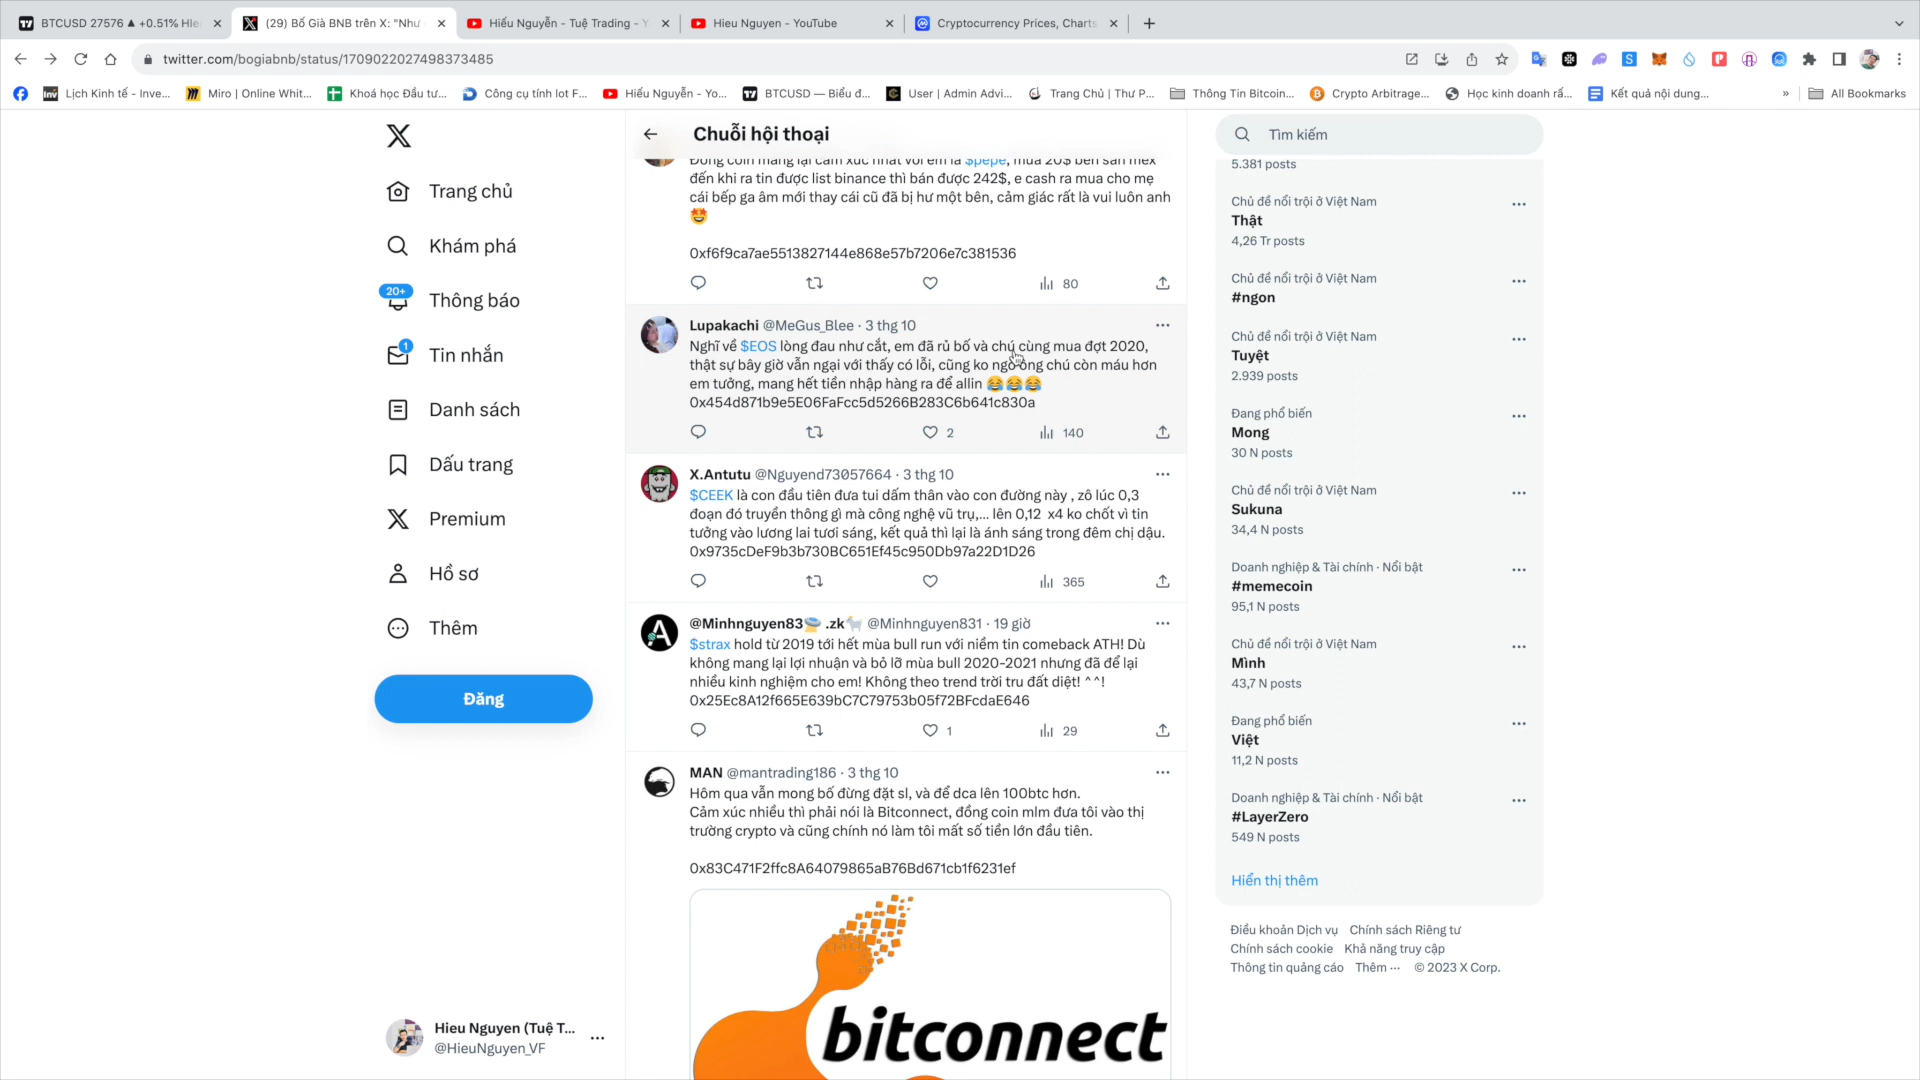 BTCUSD 27576 ▲ +0.51% Hie
(29) Bố Già BNB trên X: "Như
Hiếu Nguyễn - Tuệ Trading - Y
Hieu Nguyen - YouTube
Cryptocurrency Prices, Charts
twitter.com/bogiabnb/status/1709022027498373485
Lịch Kinh tế - Inve...
Miro | Online Whit...
Khoá học Đầu tư...
Công cụ tính lot F...
Hiếu Nguyễn - Yo...
BTCUSD — Biểu đ...
User | Admin Advi...
Trang Chủ | Thư P...
Thông Tin Bitcoin...
Crypto Arbitrage...
Học kinh doanh rấ...
Kết quả nội dung...
»
All Bookmarks
Trang chủ
Khám phá
20+
Thông báo
1
Tin nhắn
Danh sách
Dấu trang
Premium
Hồ sơ
Thêm
Đăng
Hieu Nguyen (Tuệ T...
@HieuNguyen_VF
Chuỗi hội thoại
Đồng coin mang lại cảm xúc nhất với em là $pepe, mua 20$ bên sàn mex
đến khi ra tin được list binance thì bán được 242$, e cash ra mua cho mẹ
cái bếp ga âm mới thay cái cũ đã bị hư một bên, cảm giác rất là vui luôn anh
🤩
0xf6f9ca7ae5513827144e868e57b7206e7c381536
80
Lupakachi @MeGus_Blee · 3 thg 10
Nghĩ về $EOS lòng đau như cắt, em đã rủ bố và chú cùng mua đợt 2020,
thật sự bây giờ vẫn ngại với thấy có lỗi, cũng ko ngờ ông chú còn máu hơn
em tưởng, mang hết tiền nhập hàng ra để allin 😂😂😂
0x454d871b9e5E06FaFcc5d5266B283C6b641c830a
2
140
X.Antutu @Nguyend73057664 · 3 thg 10
$CEEK là con đầu tiên đưa tui dấm thân vào con đường này , zô lúc 0,3
đoạn đó truyền thông gì mà công nghệ vũ trụ,... lên 0,12 x4 ko chốt vì tin
tưởng vào lương lai tươi sáng, kết quả thì lại là ánh sáng trong đêm chị dậu.
0x9735cDeF9b3b730BC651Ef45c950Db97a22D1D26
365
@Minhnguyen83 .zk @Minhnguyen831 · 19 giờ
$strax hold từ 2019 tới hết mùa bull run với niềm tin comeback ATH! Dù
không mang lại lợi nhuận và bỏ lỡ mùa bull 2020-2021 nhưng đã để lại
nhiều kinh nghiệm cho em! Không theo trend trời tru đất diệt! ^^!
0x25Ec8A12f665E639bC7C79753b05f72BFcdaE646
1
29
MAN @mantrading186 · 3 thg 10
Hôm qua vẫn mong bố đừng đặt sl, và để dca lên 100btc hơn.
Cảm xúc nhiều thì phải nói là Bitconnect, đồng coin mlm đưa tôi vào thị
trường crypto và cũng chính nó làm tôi mất số tiền lớn đầu tiên.
0x83C471F2ffc8A64079865aB76Bd671cb1f6231ef
bitconnect
Tìm kiếm
5.381 posts
Chủ đề nổi trội ở Việt Nam
Thật
4,26 Tr posts
Chủ đề nổi trội ở Việt Nam
#ngon
Chủ đề nổi trội ở Việt Nam
Tuyệt
2.939 posts
Đang phổ biến
Mong
30 N posts
Chủ đề nổi trội ở Việt Nam
Sukuna
34,4 N posts
Doanh nghiệp & Tài chính · Nổi bật
#memecoin
95,1 N posts
Chủ đề nổi trội ở Việt Nam
Mình
43,7 N posts
Đang phổ biến
Việt
11,2 N posts
Doanh nghiệp & Tài chính · Nổi bật
#LayerZero
549 N posts
Hiển thị thêm
Điều khoản Dịch vụ Chính sách Riêng tư
Chính sách cookie Khả năng truy cập
Thông tin quảng cáo Thêm ··· © 2023 X Corp.